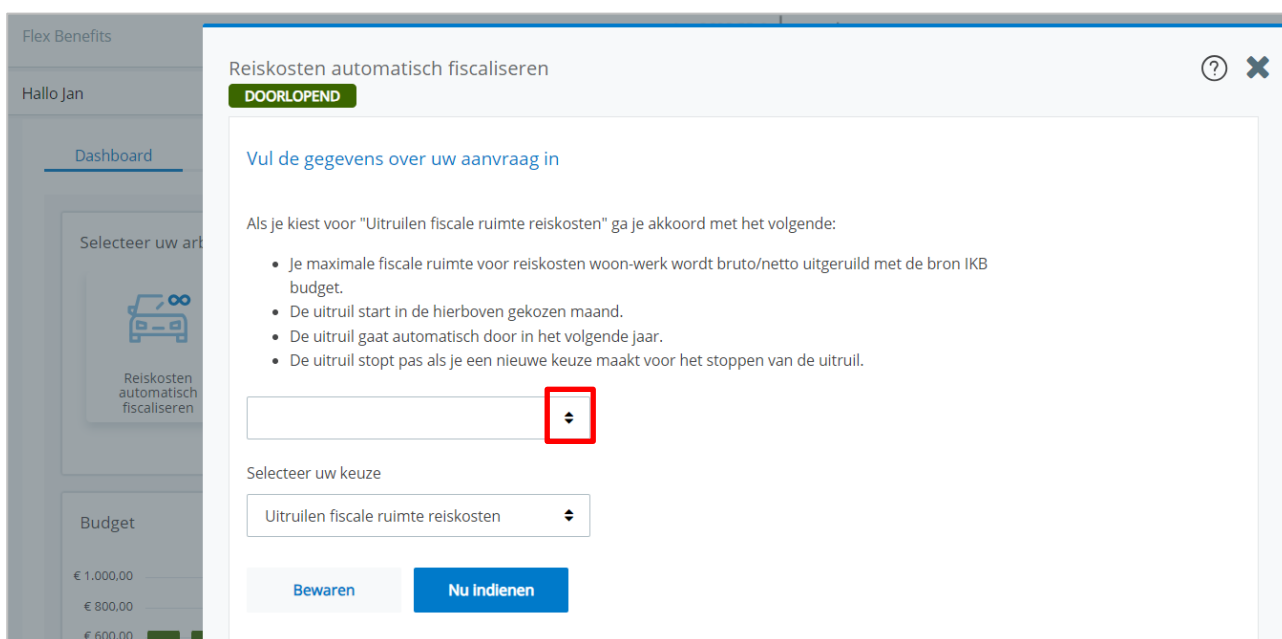 Flex Benefits
Hallo Jan
Dashboard
Selecteer uw arb
Reiskosten
automatisch
fiscaliseren
Budget
€ 1.000,00
€ 800,00
€ 600,00
Reiskosten automatisch fiscaliseren
DOORLOPEND
Vul de gegevens over uw aanvraag in
Als je kiest voor "Uitruilen fiscale ruimte reiskosten" ga je akkoord met het volgende:
• Je maximale fiscale ruimte voor reiskosten woon-werk wordt bruto/netto uitgeruild met de bron IKB
budget.
• De uitruil start in de hierboven gekozen maand.
• De uitruil gaat automatisch door in het volgende jaar.
• De uitruil stopt pas als je een nieuwe keuze maakt voor het stoppen van de uitruil.
Selecteer uw keuze
Uitruilen fiscale ruimte reiskosten
Bewaren
Nu indienen